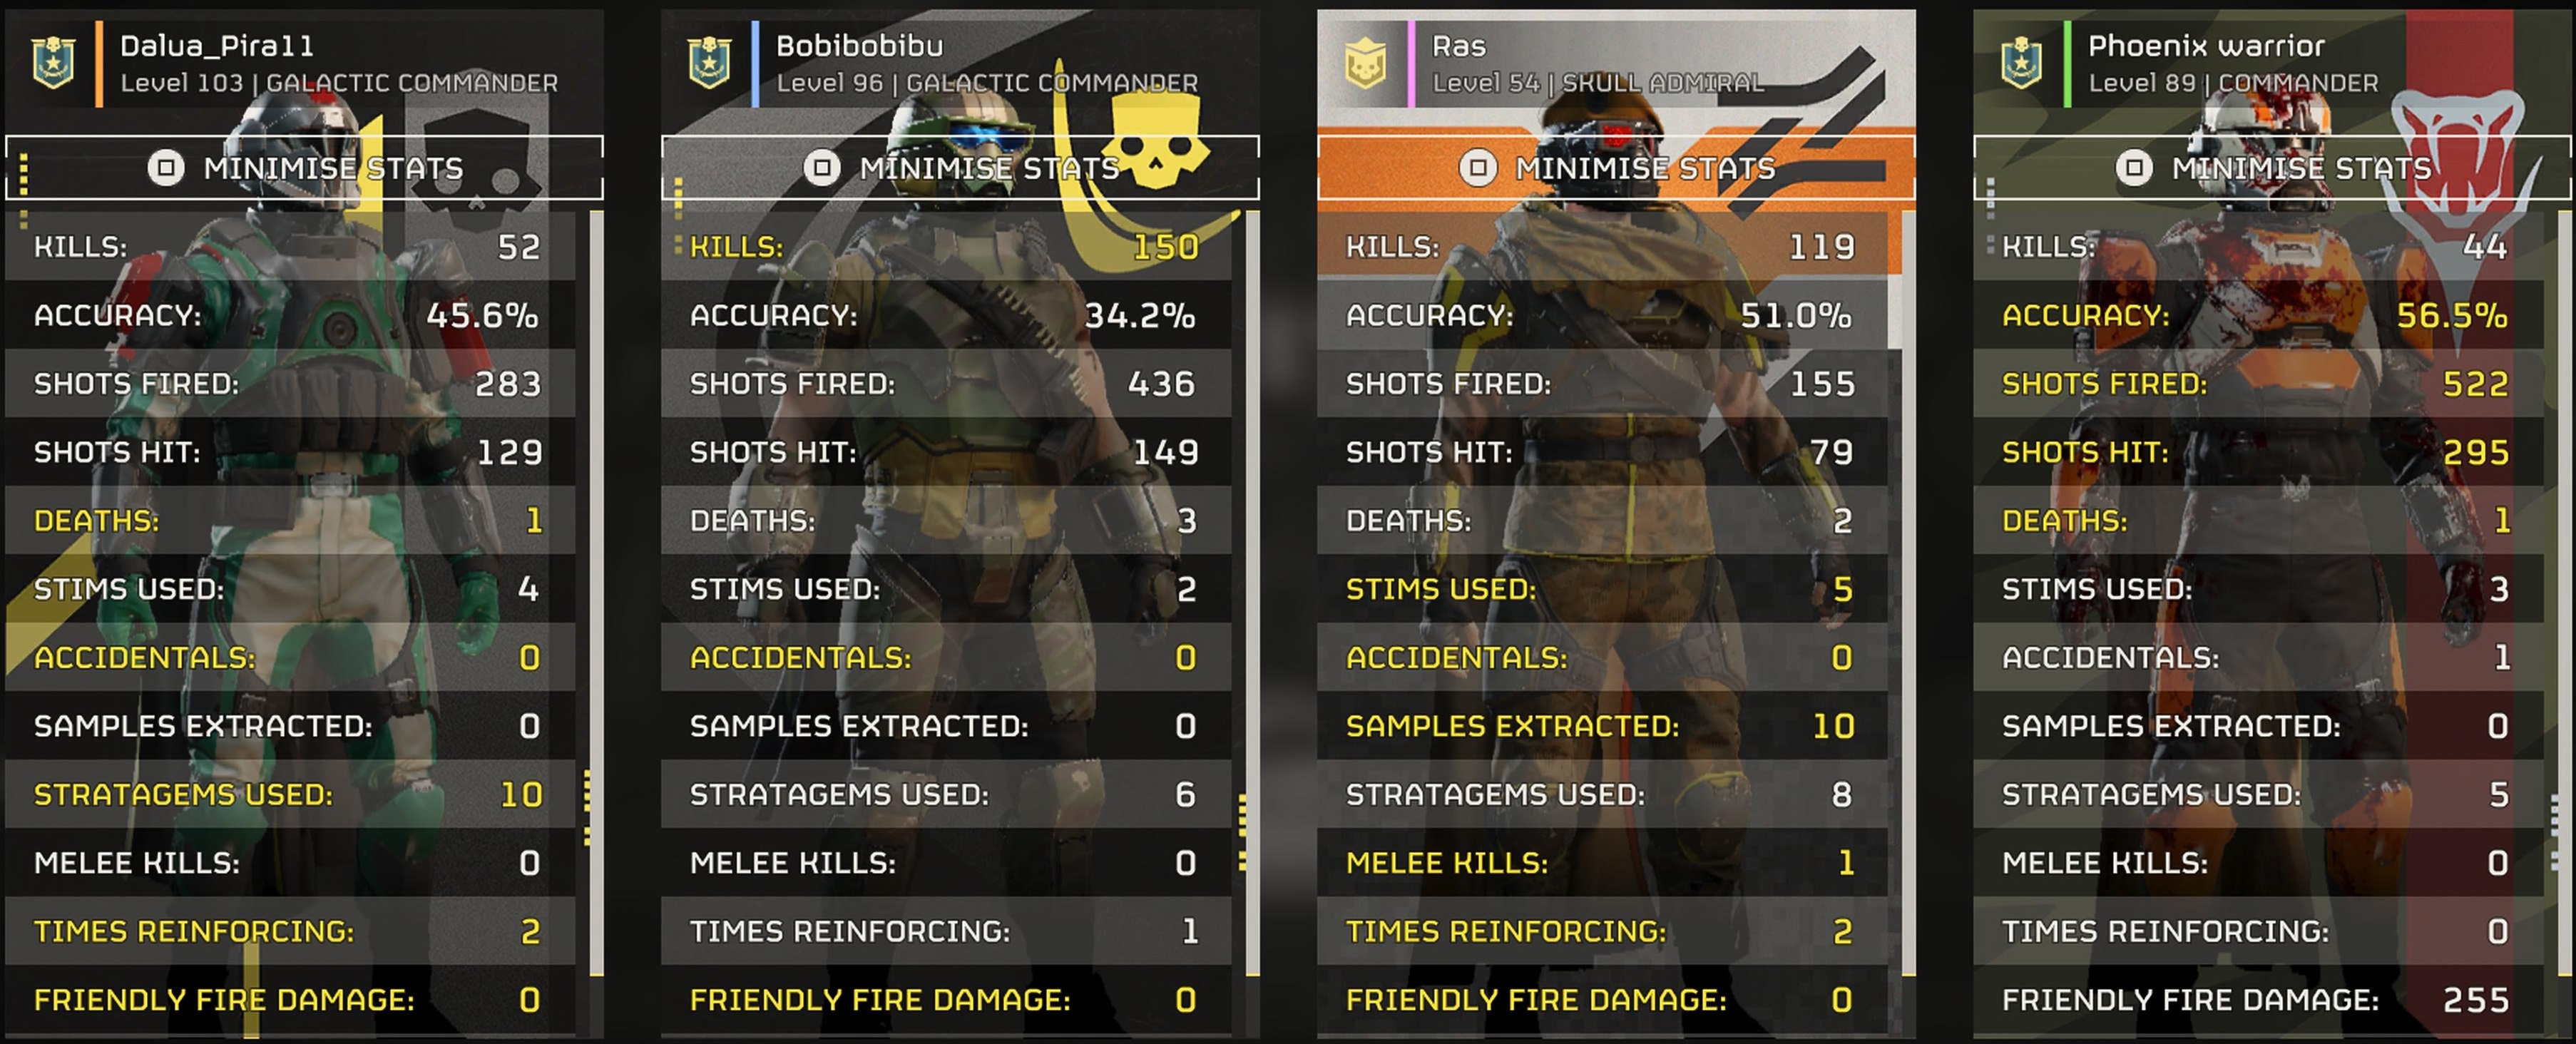 Dalua_Pira11
Level 103 | GALACTIC COMMANDER
MINIMISE STATS
KILLS: 52
ACCURACY: 45.6%
SHOTS FIRED: 283
SHOTS HIT: 129
DEATHS: 1
STIMS USED: 4
ACCIDENTALS: 0
SAMPLES EXTRACTED: 0
STRATAGEMS USED: 10
MELEE KILLS: 0
TIMES REINFORCING: 2
FRIENDLY FIRE DAMAGE: 0
Bobibobibu
Level 96 | GALACTIC COMMANDER
MINIMISE STATS
KILLS: 150
ACCURACY: 34.2%
SHOTS FIRED: 436
SHOTS HIT: 149
DEATHS: 3
STIMS USED: 2
ACCIDENTALS: 0
SAMPLES EXTRACTED: 0
STRATAGEMS USED: 6
MELEE KILLS: 0
TIMES REINFORCING: 1
FRIENDLY FIRE DAMAGE: 0
Ras
Level 54 | SKULL ADMIRAL
MINIMISE STATS
KILLS: 119
ACCURACY: 51.0%
SHOTS FIRED: 155
SHOTS HIT: 79
DEATHS: 2
STIMS USED: 5
ACCIDENTALS: 0
SAMPLES EXTRACTED: 10
STRATAGEMS USED: 8
MELEE KILLS: 1
TIMES REINFORCING: 2
FRIENDLY FIRE DAMAGE: 0
Phoenix warrior
Level 89 | COMMANDER
MINIMISE STATS
KILLS: 44
ACCURACY: 56.5%
SHOTS FIRED: 522
SHOTS HIT: 295
DEATHS: 1
STIMS USED: 3
ACCIDENTALS: 1
SAMPLES EXTRACTED: 0
STRATAGEMS USED: 5
MELEE KILLS: 0
TIMES REINFORCING: 0
FRIENDLY FIRE DAMAGE: 255